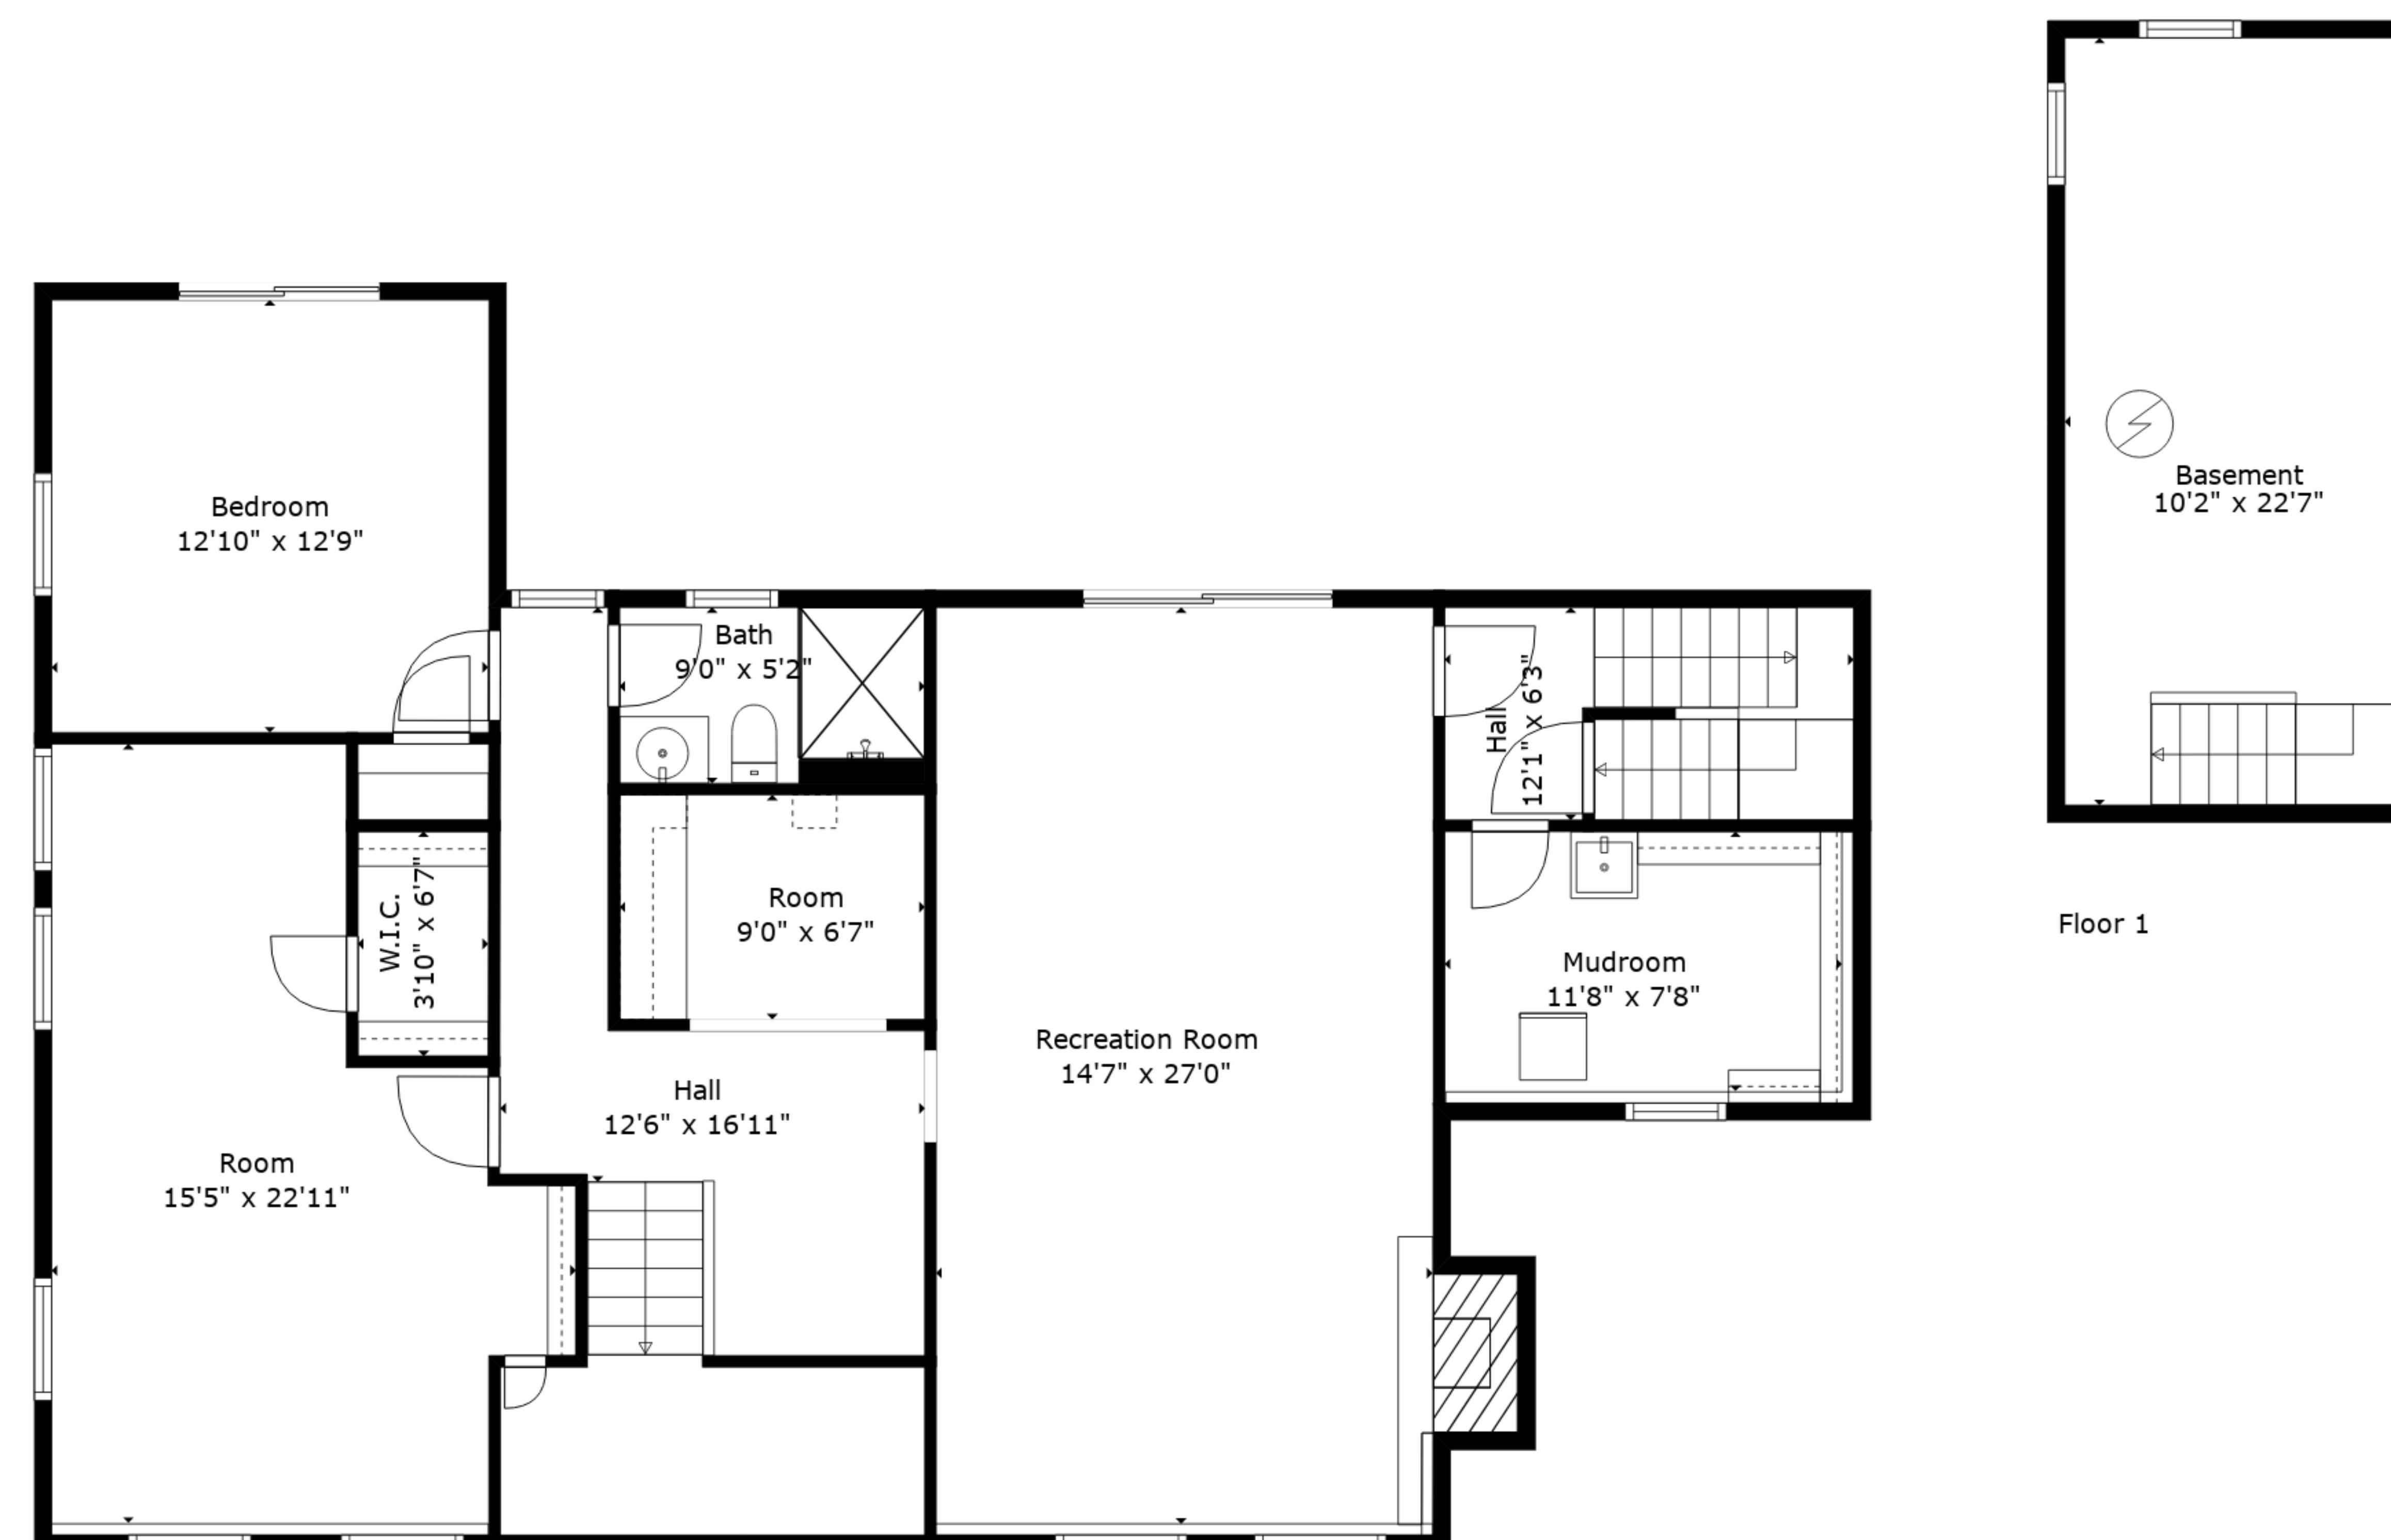 Bedroom
12'10" x 12'9"
Bath
9'0" x 5'2"
Hall
12'1" x 6'3"
Basement
10'2" x 22'7"
W.I.C.
3'10" x 6'7"
Room
9'0" x 6'7"
Mudroom
11'8" x 7'8"
Floor 1
Recreation Room
14'7" x 27'0"
Hall
12'6" x 16'11"
Room
15'5" x 22'11"